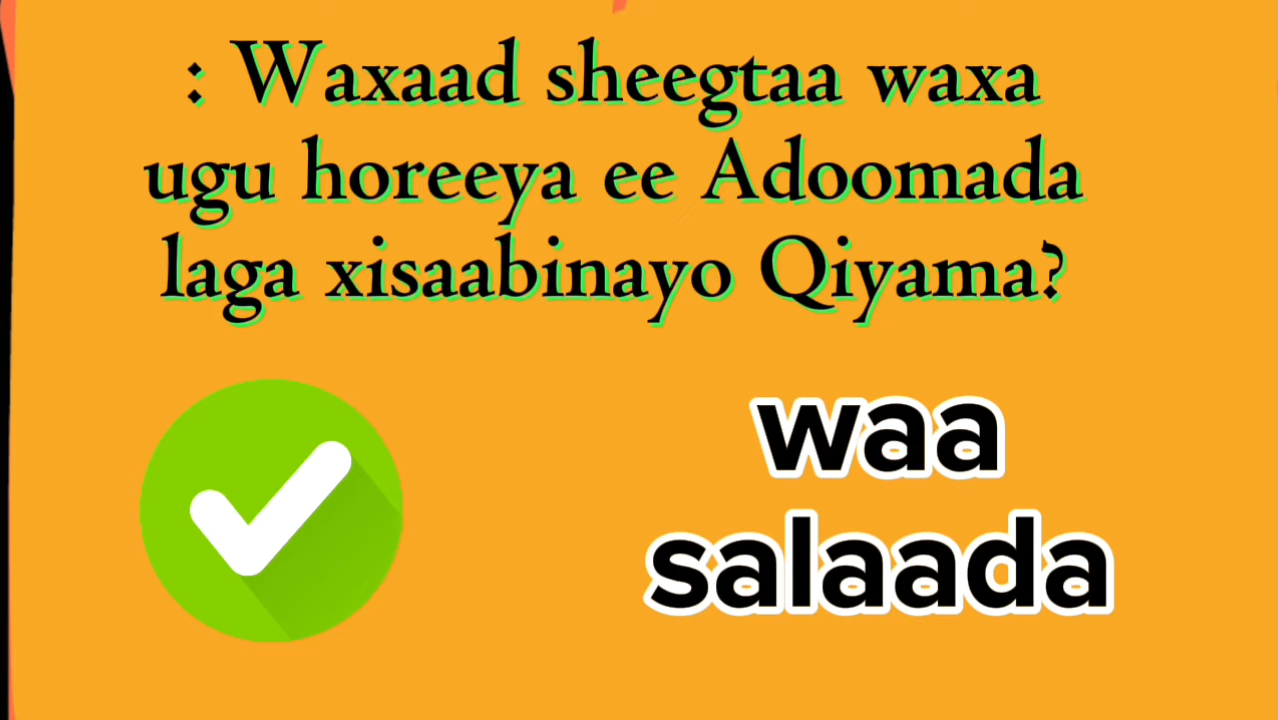 : Waxaad sheegtaa waxa
ugu horeeya ee Adoomada
laga xisaabinayo Qiyama?
waa
salaada